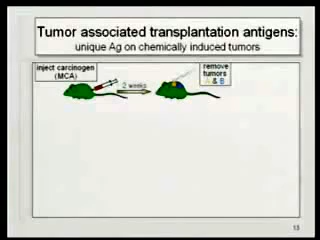 Tumor associated transplantation antigens:
unique Ag on chemically induced tumors
inject carcinogen
(MCA)
2 weeks
remove
tumors
A & B
13